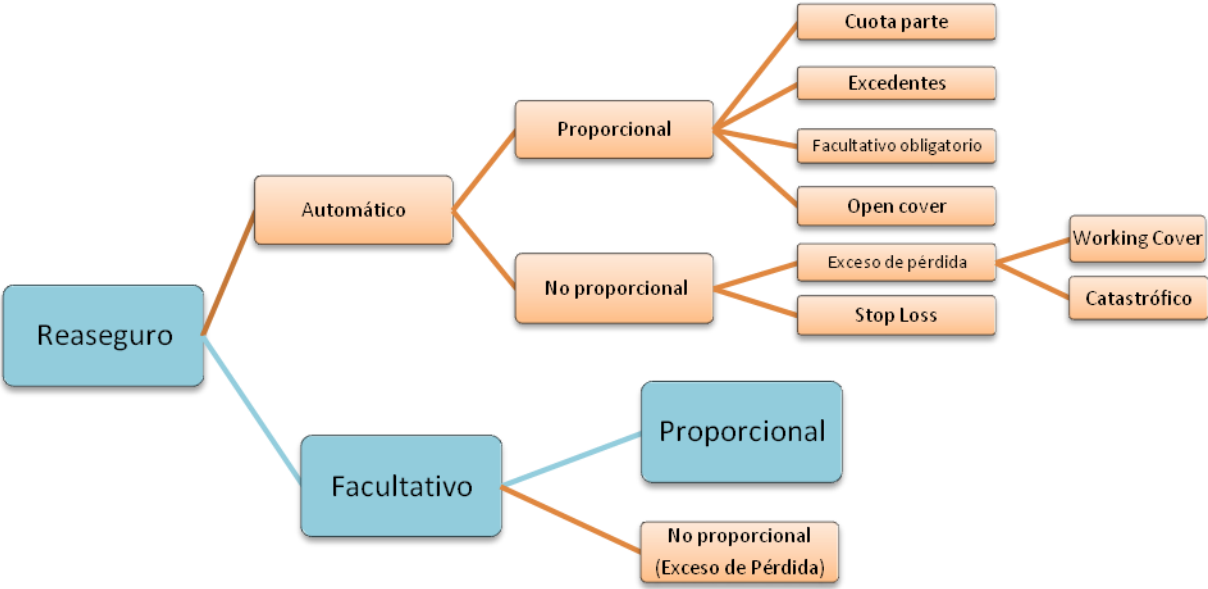 Cuota parte
Excedentes
Proporcional
Facultativo obligatorio
Automático
Open cover
Working Cover
Exceso de pérdida
No proporcional
Catastrófico
Stop Loss
Reaseguro
Proporcional
Facultativo
No proporcional
(Exceso de Pérdida)